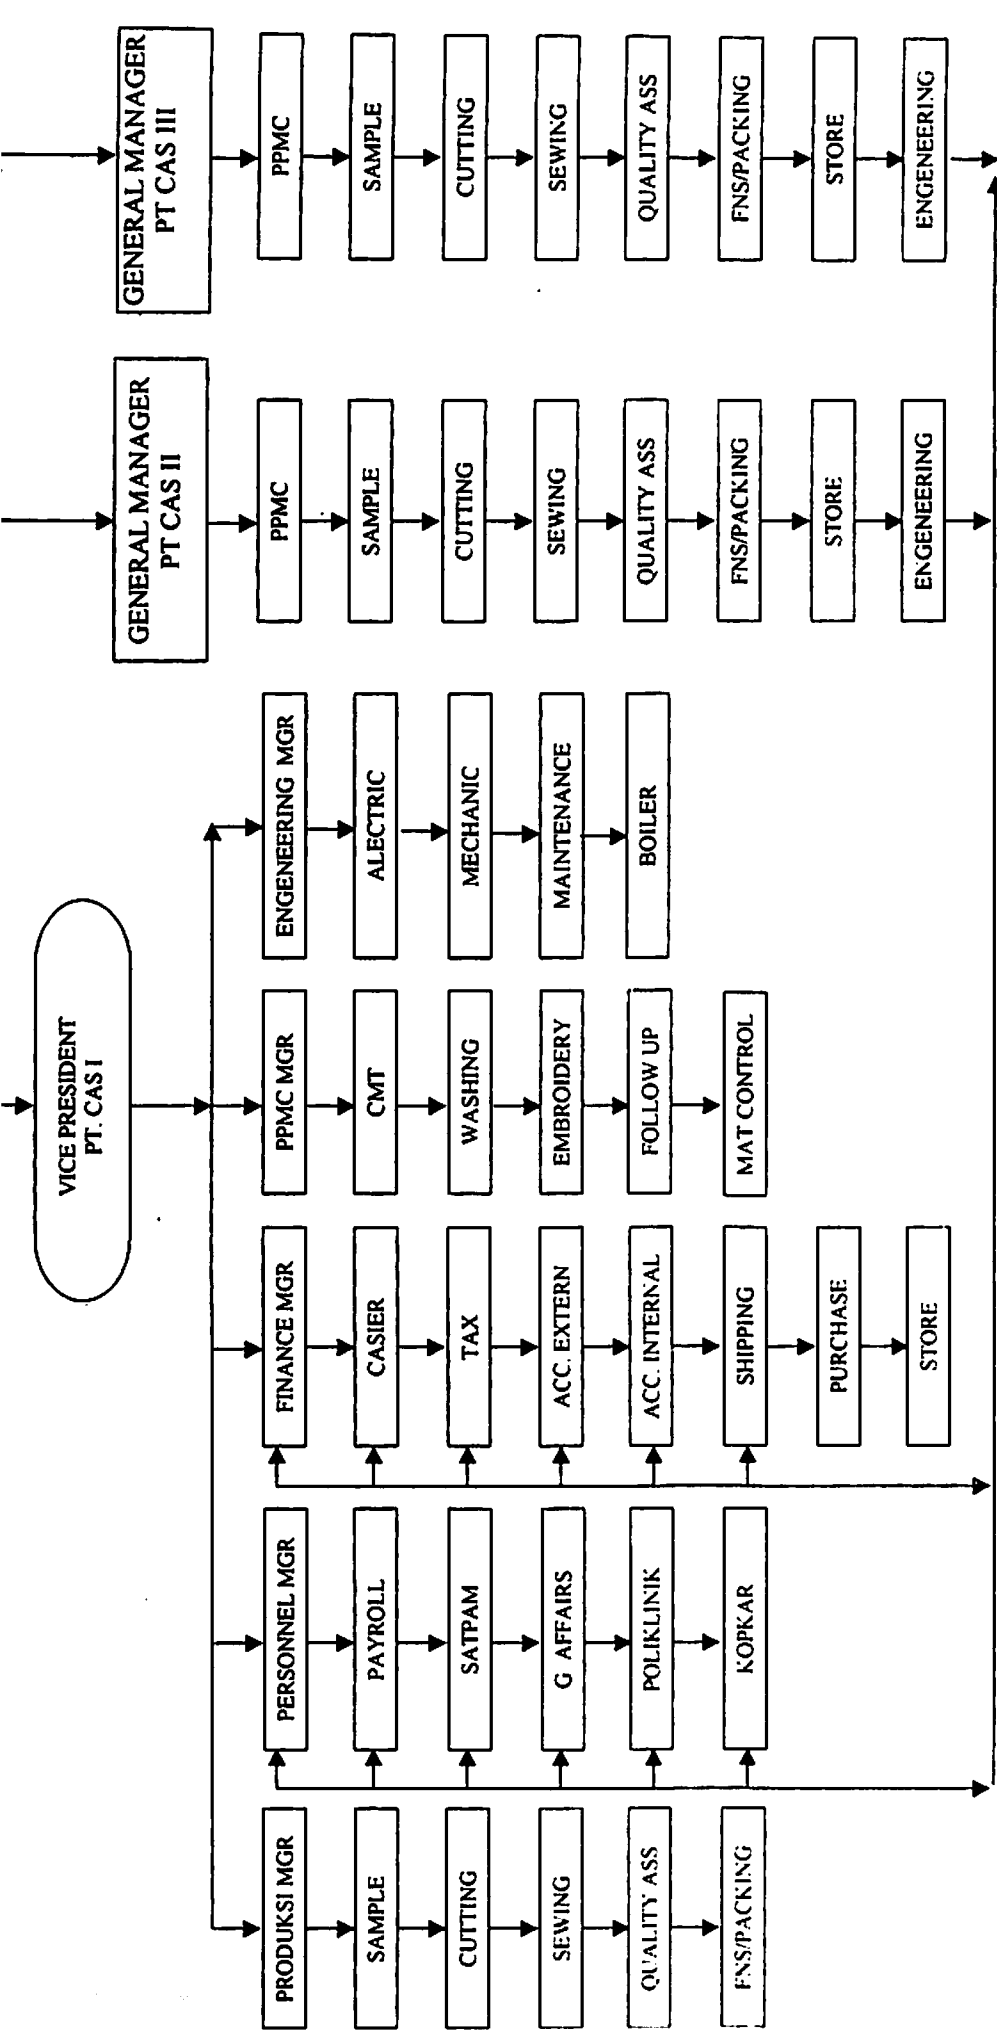 VICE PRESIDENT
PT. CAS I
GENERAL MANAGER
PT CAS II
GENERAL MANAGER
PT CAS III
PRODUKSI MGR
SAMPLE
CUTTING
SEWING
QUALITY ASS
FNS/PACKING
PERSONNEL MGR
PAYROLL
SATPAM
G AFFAIRS
POLIKLINIK
KOPKAR
FINANCE MGR
CASIER
TAX
ACC. EXTERN
ACC. INTERNAL
SHIPPING
PURCHASE
STORE
PPMC MGR
CMT
WASHING
EMBROIDERY
FOLLOW UP
MAT CONTROL
ENGENEERING MGR
ALECTRIC
MECHANIC
MAINTENANCE
BOILER
PPMC
SAMPLE
CUTTING
SEWING
QUALITY ASS
FNS/PACKING
STORE
ENGENEERING
PPMC
SAMPLE
CUTTING
SEWING
QUALITY ASS
FNS/PACKING
STORE
ENGENEERING